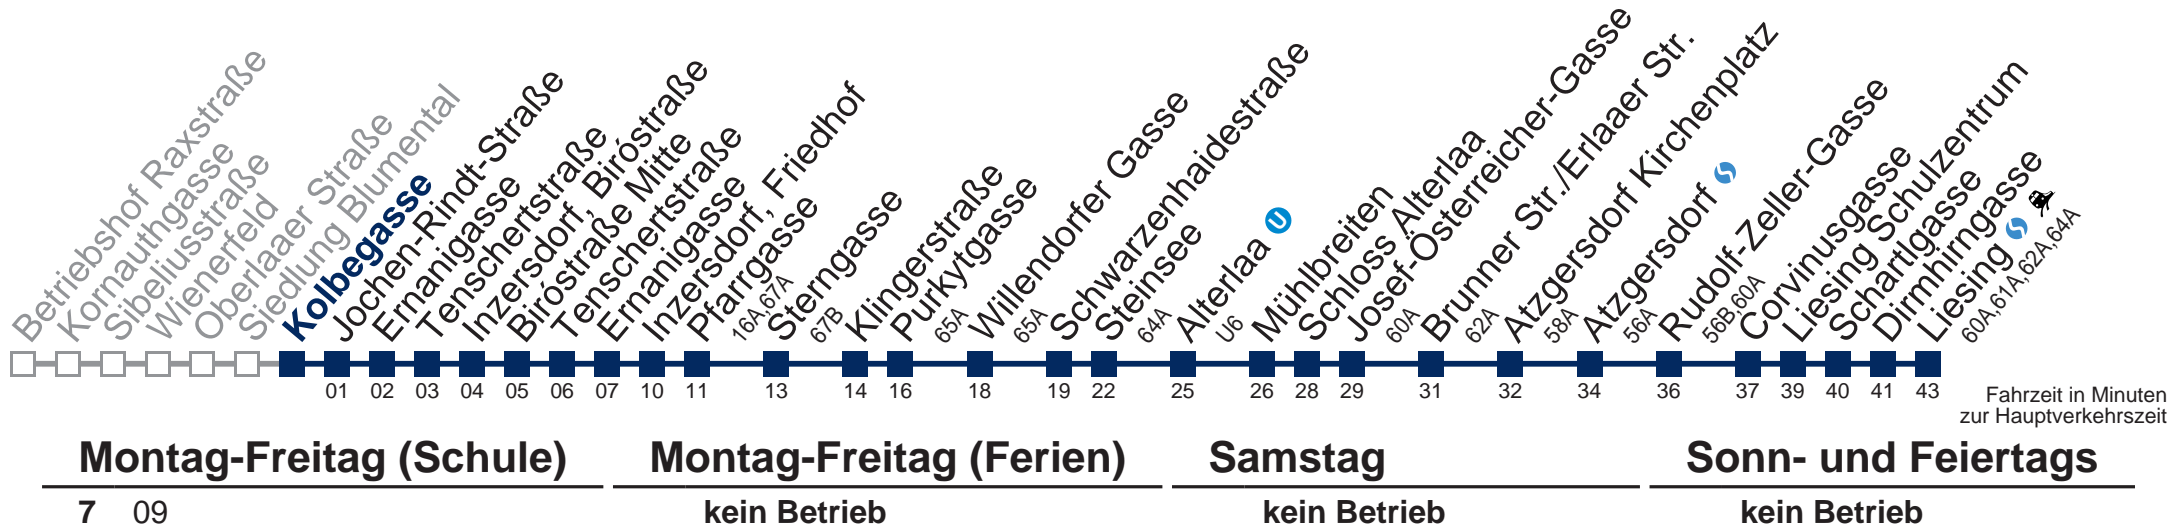 Betriebshof Raxstraße
Kornauthgasse
Sibeliusstraße
Wienerfeld
Oberlaaer Straße
Siedlung Blumental
Kolbegasse
Jochen-Rindt-Straße
Ernanigasse
Tenschertstraße
Inzersdorf, Biróstraße
Biróstraße Mitte
Tenschertstraße
Ernanigasse
Inzersdorf, Friedhof
Pfarrgasse
16A,67A
Sterngasse
67B
Klingerstraße
Purkytgasse
65A
Willendorfer Gasse
65A
Schwarzenhaidestraße
Steinsee
64A
Alterlaa U
U6
Mühlbreiten
Schloss Alterlaa
Josef-Österreicher-Gasse
60A
Brunner Str./Erlaaer Str.
62A
Atzgersdorf Kirchenplatz
58A
Atzgersdorf
56A
Rudolf-Zeller-Gasse
56B,60A
Corvinusgasse
Liesing Schulzentrum
Schartlgasse
Dirmhirngasse
Liesing
60A,61A,62A,64A
01 02 03 04 05 06 07 10 11 13 14 16 18 19 22 25 26 28 29 31 32 34 36 37 39 40 41 43
Fahrzeit in Minuten
zur Hauptverkehrszeit
Montag-Freitag (Schule) Montag-Freitag (Ferien) Samstag Sonn- und Feiertags
7 09 kein Betrieb kein Betrieb kein Betrieb